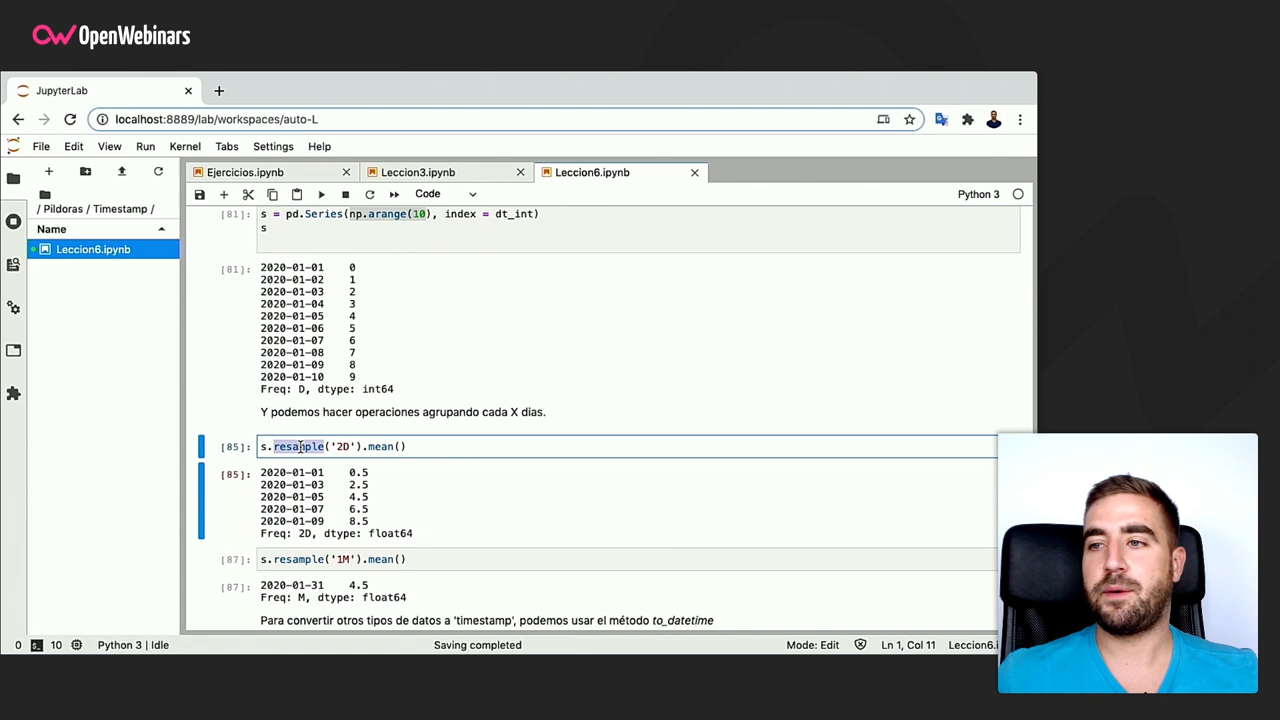 OpenWebinars
JupyterLab
localhost:8889/lab/workspaces/auto-L
File Edit View Run Kernel Tabs Settings Help
Ejercicios.ipynb
Leccion3.ipynb
Leccion6.ipynb
Code
Python 3
/ Pildoras / Timestamp /
Name
Leccion6.ipynb
[81]: s = pd.Series(np.arange(10), index = dt_int)
s
[81]: 2020-01-01 0
2020-01-02 1
2020-01-03 2
2020-01-04 3
2020-01-05 4
2020-01-06 5
2020-01-07 6
2020-01-08 7
2020-01-09 8
2020-01-10 9
Freq: D, dtype: int64
Y podemos hacer operaciones agrupando cada X dias.
[85]: s.resample('2D').mean()
[85]: 2020-01-01 0.5
2020-01-03 2.5
2020-01-05 4.5
2020-01-07 6.5
2020-01-09 8.5
Freq: 2D, dtype: float64
[87]: s.resample('1M').mean()
[87]: 2020-01-31 4.5
Freq: M, dtype: float64
Para convertir otros tipos de datos a 'timestamp', podemos usar el método to_datetime
0 10 Python 3 | Idle Saving completed Mode: Edit Ln 1, Col 11 Leccion6.i